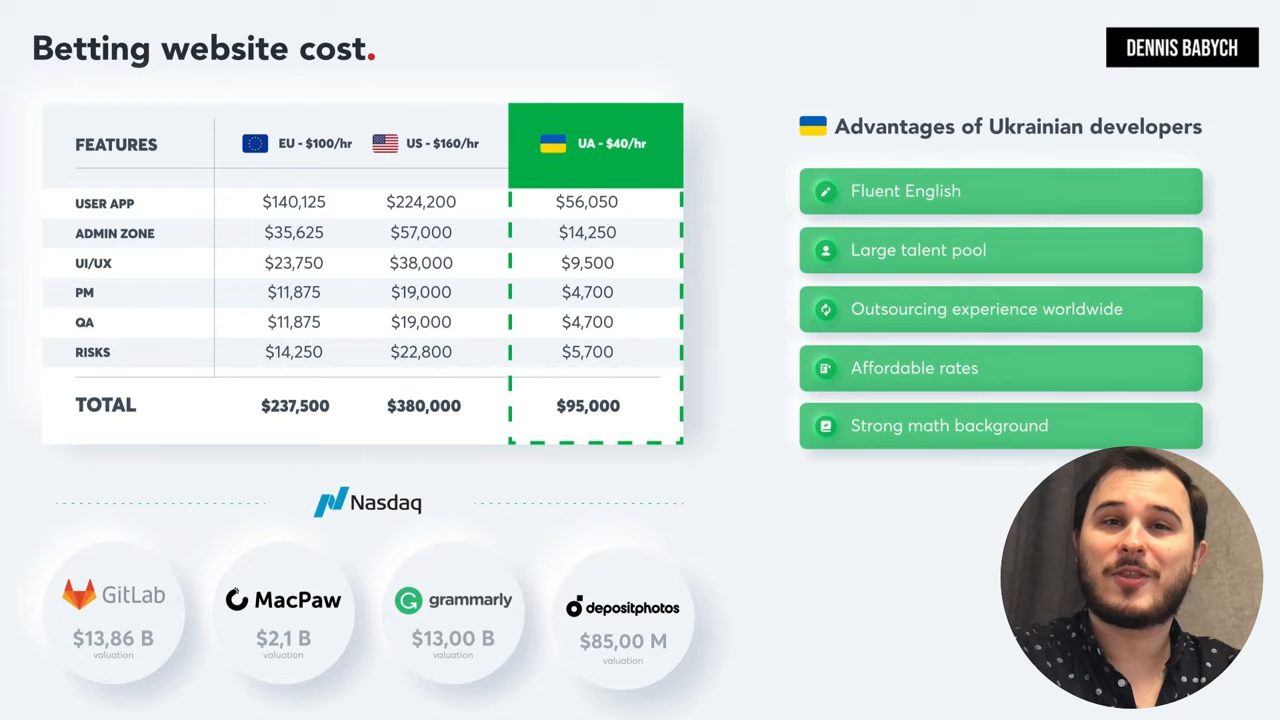 Betting website cost.
DENNIS BABYCH
FEATURES EU - $100/hr US - $160/hr UA - $40/hr
USER APP $140,125 $224,200 $56,050
ADMIN ZONE $35,625 $57,000 $14,250
UI/UX $23,750 $38,000 $9,500
PM $11,875 $19,000 $4,700
QA $11,875 $19,000 $4,700
RISKS $14,250 $22,800 $5,700
TOTAL $237,500 $380,000 $95,000
Advantages of Ukrainian developers
Fluent English
Large talent pool
Outsourcing experience worldwide
Affordable rates
Strong math background
Nasdaq
GitLab
$13,86 B
valuation
MacPaw
$2,1 B
valuation
grammarly
$13,00 B
valuation
depositphotos
$85,00 M
valuation